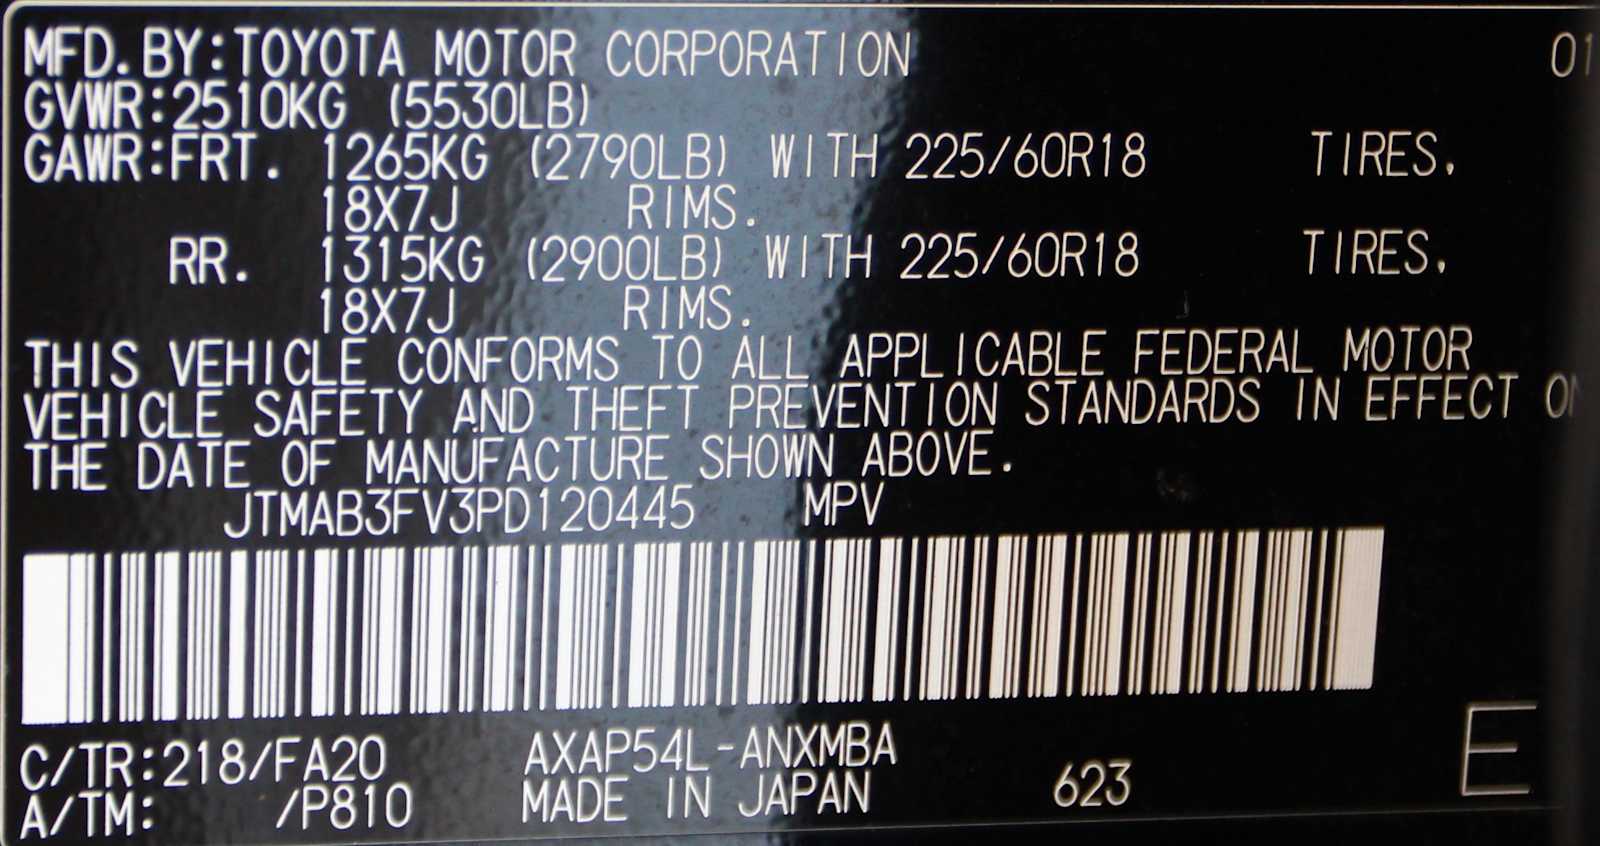 MFD.BY:TOYOTA MOTOR CORPORATION 01
GVWR:2510KG (5530LB)
GAWR:FRT. 1265KG (2790LB) WITH 225/60R18 TIRES.
18X7J RIMS.
RR. 1315KG (2900LB) WITH 225/60R18 TIRES.
18X7J RIMS.
THIS VEHICLE CONFORMS TO ALL APPLICABLE FEDERAL MOTOR
VEHICLE SAFETY AND THEFT PREVENTION STANDARDS IN EFFECT ON
THE DATE OF MANUFACTURE SHOWN ABOVE.
JTMAB3FV3PD120445 MPV
C/TR:218/FA20 AXAP54L-ANXMBA
A/TM: /P810 MADE IN JAPAN 623 E